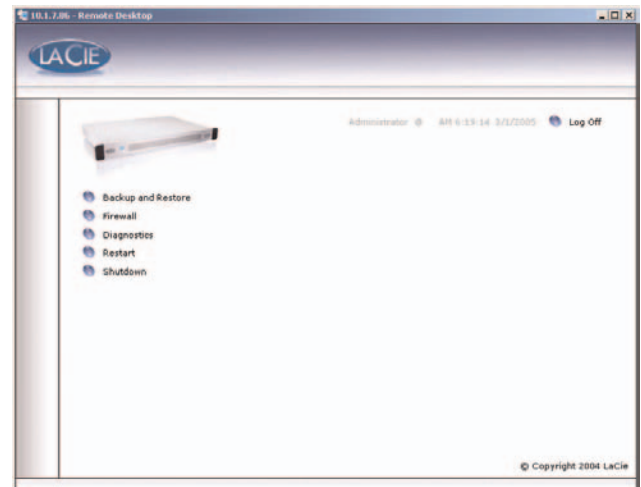 10.1.7.86 - Remote Desktop
LACIE
Administrator @ AM 6:19:14 3/1/2005 Log Off
Backup and Restore
Firewall
Diagnostics
Restart
Shutdown
© Copyright 2004 LaCie